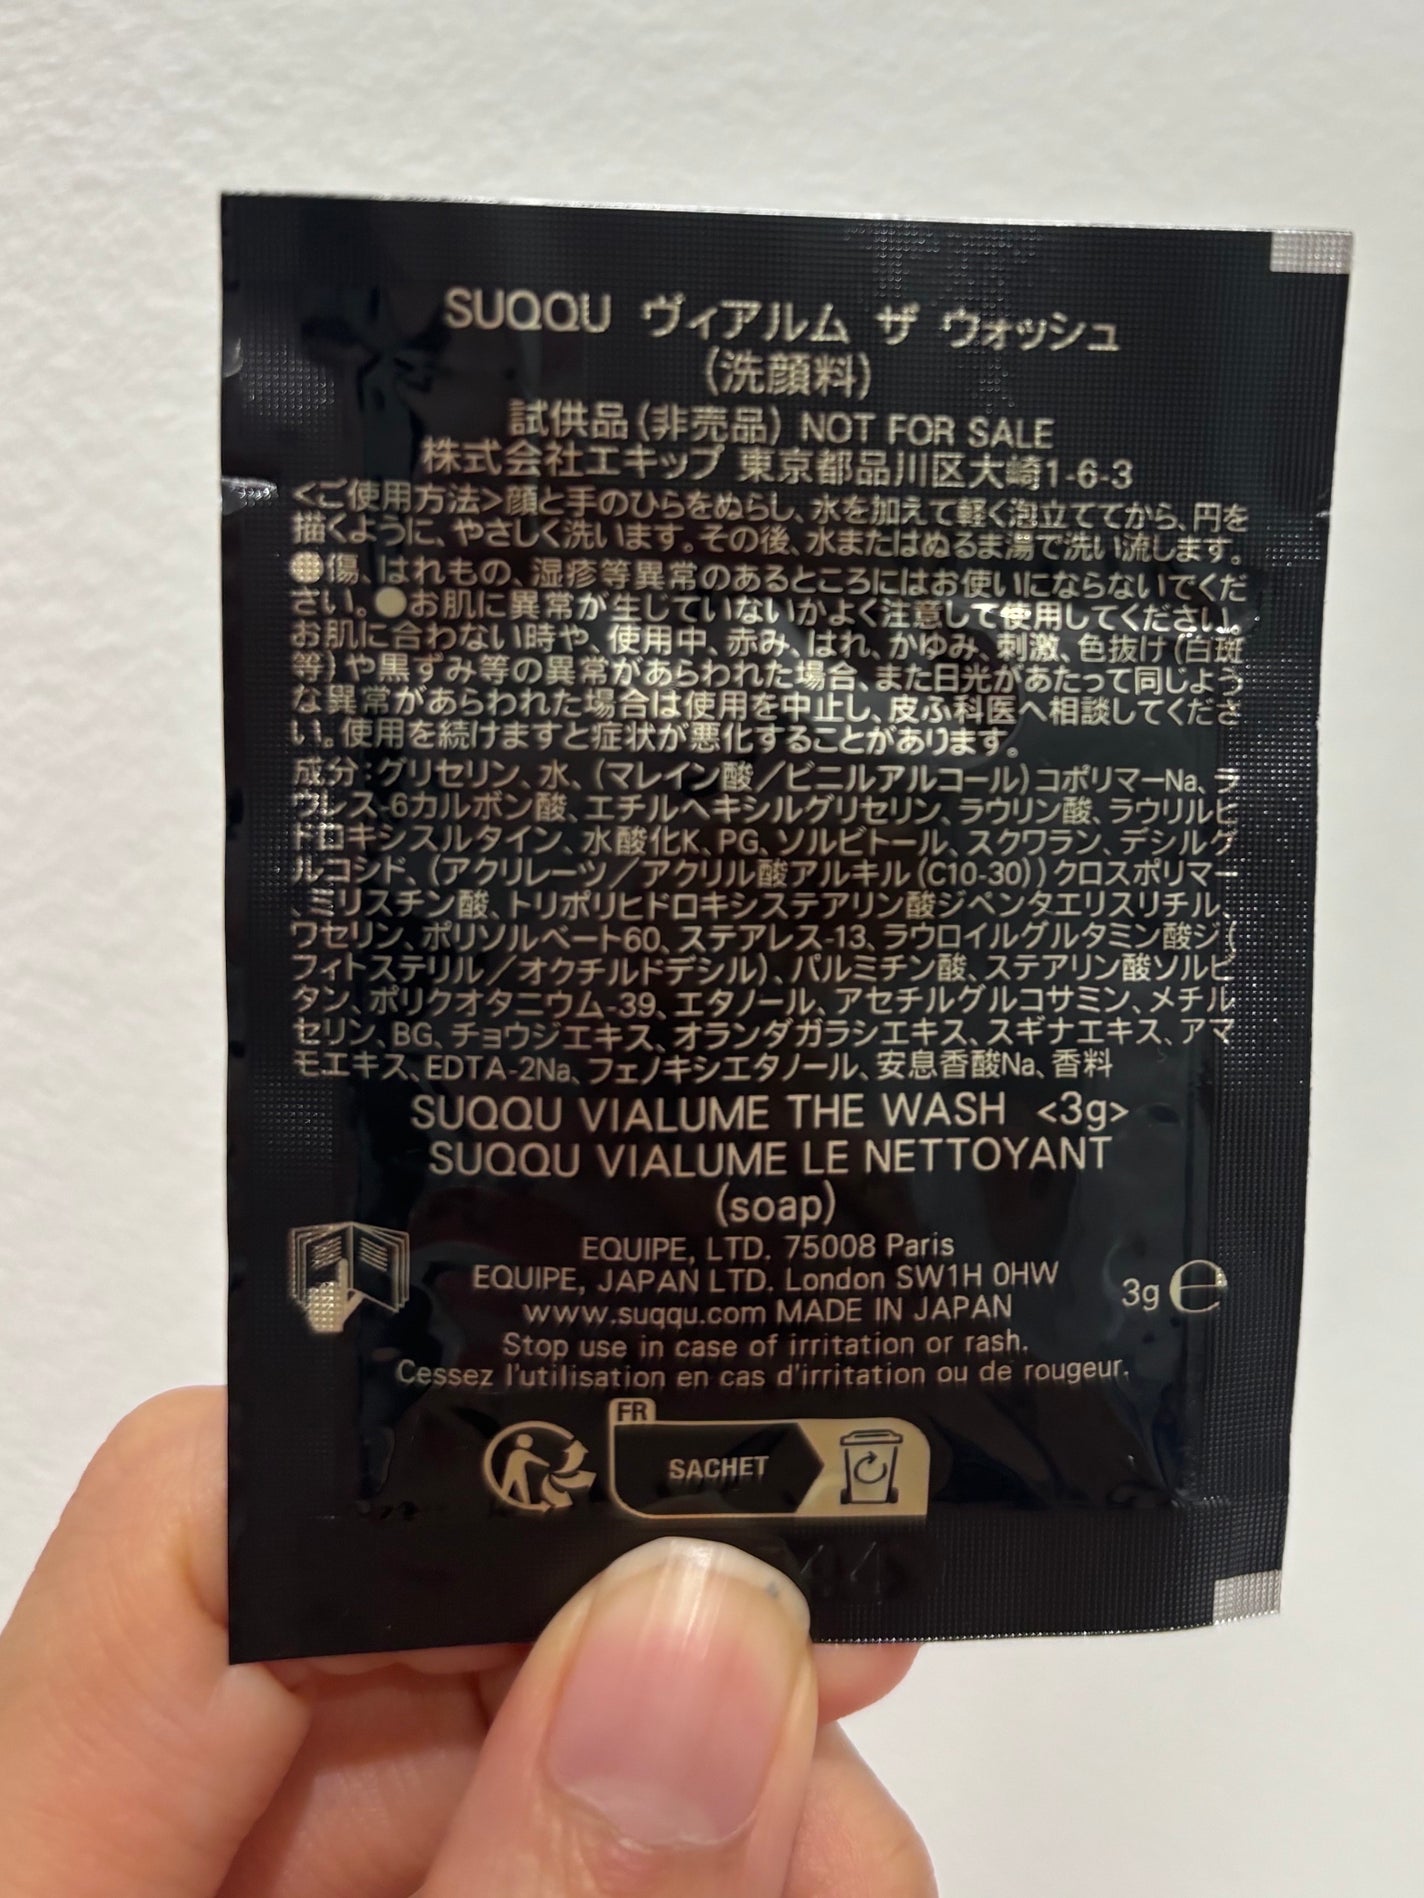 SUQQU ヴィアルム ザ ウォッシュ
(洗顔料)
試供品(非売品) NOT FOR SALE
株式会社エキップ 東京都品川区大崎1-6-3
<ご使用方法>顔と手のひらをぬらし、水を加えて軽く泡立ててから、円を
描くように、やさしく洗います。その後、水またはぬるま湯で洗い流します。
●傷、はれもの、湿疹等異常のあるところにはお使いにならないでくだ
さい。●お肌に異常が生じていないかよく注意して使用してください。
お肌に合わない時や、使用中、赤み、はれ、かゆみ、刺激、色抜け(白斑
等)や黒ずみ等の異常があらわれた場合、また日光があたって同じよう
な異常があらわれた場合は使用を中止し、皮ふ科医へ相談してくださ
い。使用を続けますと症状が悪化することがあります。
成分:グリセリン、水、(マレイン酸/ビニルアルコール)コポリマーNa、ラ
ウレス-6カルボン酸、エチルヘキシルグリセリン、ラウリン酸、ラウリルヒ
ドロキシスルタイン、水酸化K、PG、ソルビトール、スクワラン、デシルグ
ルコシド、(アクリレーツ/アクリル酸アルキル(C10-30))クロスポリマー
、ミリスチン酸、トリポリヒドロキシステアリン酸ジペンタエリスリチル、
ワセリン、ポリソルベート60、ステアレス-13、ラウロイルグルタミン酸ジ(
フィトステリル/オクチルドデシル)、パルミチン酸、ステアリン酸ソルビ
タン、ポリクオタニウム-39、エタノール、アセチルグルコサミン、メチル
セリン、BG、チョウジエキス、オランダガラシエキス、スギナエキス、アマ
モエキス、EDTA-2Na、フェノキシエタノール、安息香酸Na、香料
SUQQU VIALUME THE WASH <3g>
SUQQU VIALUME LE NETTOYANT
(soap)
EQUIPE, LTD. 75008 Paris
EQUIPE, JAPAN LTD. London SW1H 0HW
www.suqqu.com MADE IN JAPAN
3g e
Stop use in case of irritation or rash.
Cessez l'utilisation en cas d'irritation ou de rougeur.
FR
SACHET